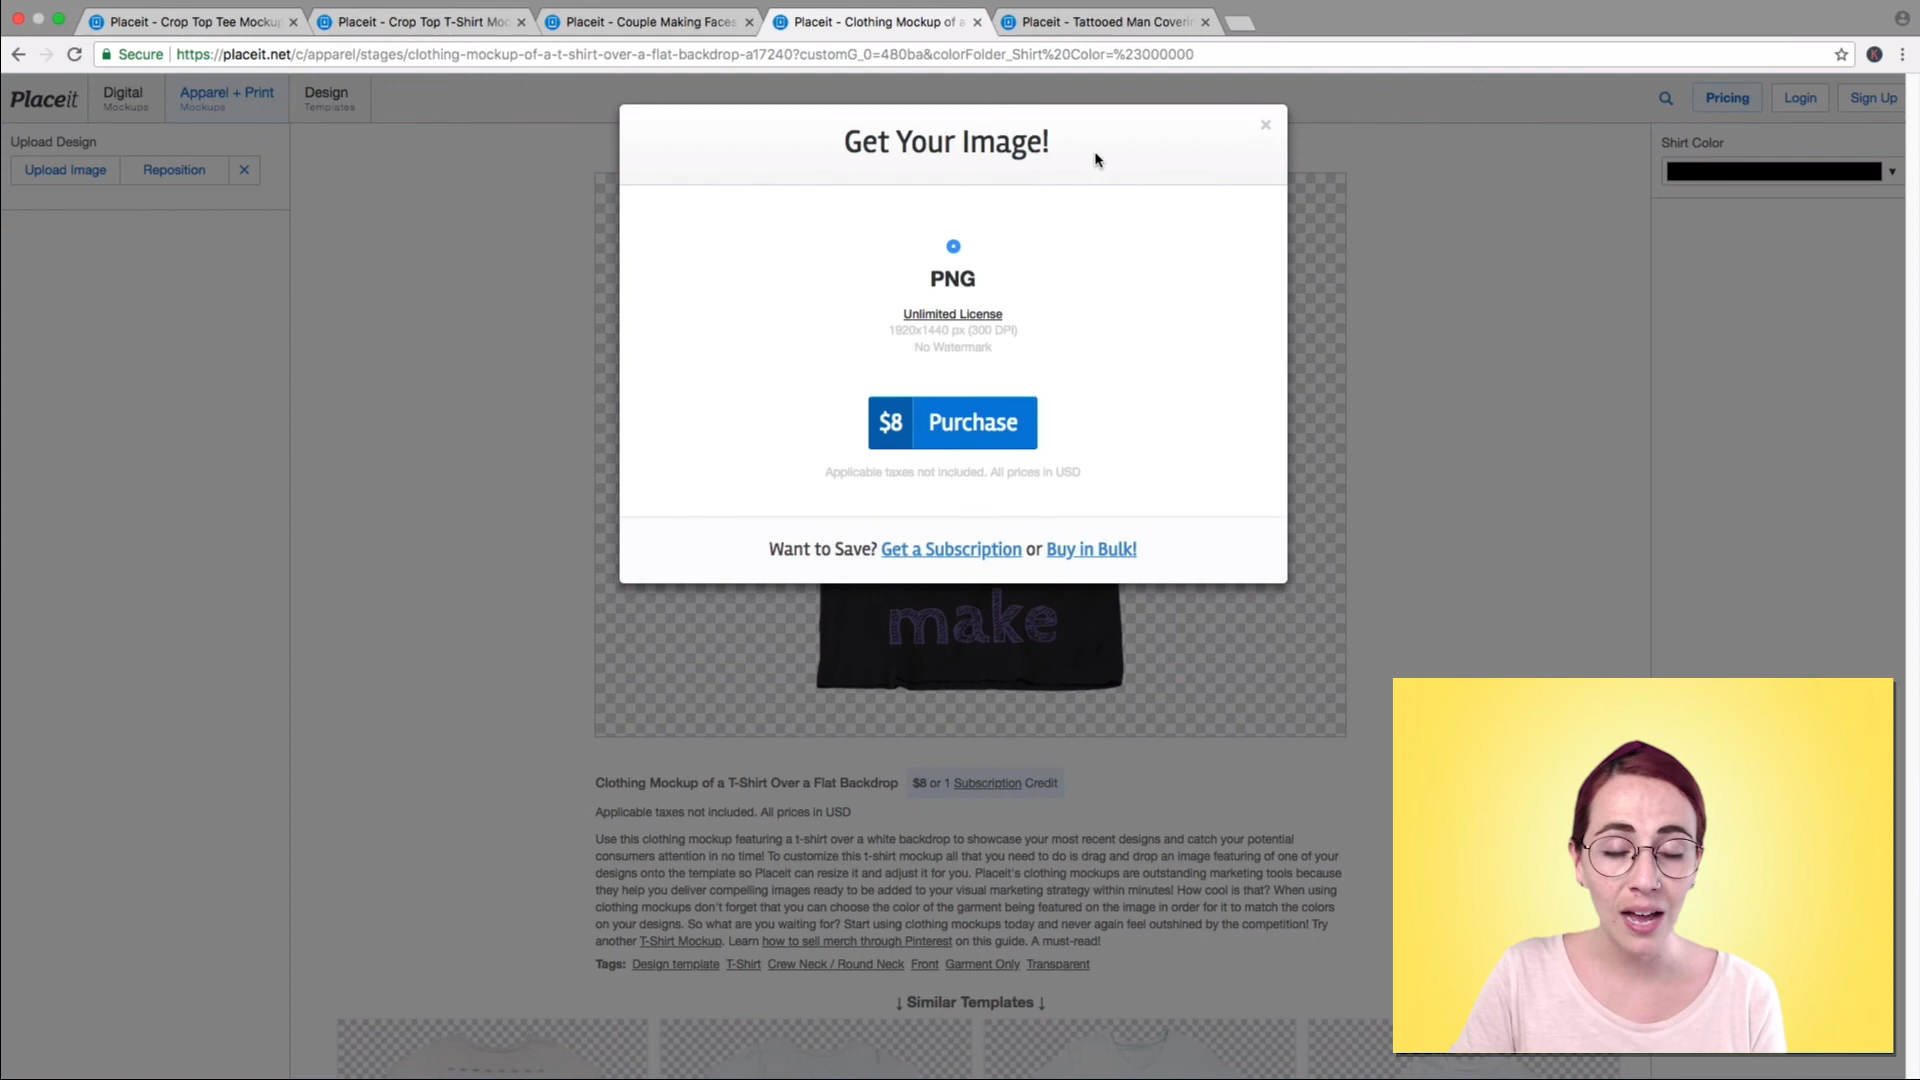 Placeit - Crop Top Tee Mocku
Placeit - Crop Top T-Shirt Moc
Placeit - Couple Making Faces
Placeit - Clothing Mockup of a
Placeit - Tattooed Man Coverin
Secure
https://placeit.net/c/apparel/stages/clothing-mockup-of-a-t-shirt-over-a-flat-backdrop-a17240?customG_0=480ba&colorFolder_Shirt%20Color=%23000000
K
Placeit
Digital
Mockups
Apparel + Print
Mockups
Design
Templates
Pricing
Login
Sign Up
Upload Design
Upload Image
Reposition
Shirt Color
Get Your Image!
PNG
Unlimited License
1920x1440 px (300 DPI)
No Watermark
$8 Purchase
Applicable taxes not included. All prices in USD
Want to Save? Get a Subscription or Buy in Bulk!
make
Clothing Mockup of a T-Shirt Over a Flat Backdrop $8 or 1 Subscription Credit
Applicable taxes not included. All prices in USD
Use this clothing mockup featuring a t-shirt over a white backdrop to showcase your most recent designs and catch your potential
consumers attention in no time! To customize this t-shirt mockup all that you need to do is drag and drop an image featuring of one of your
designs onto the template so Placeit can resize it and adjust it for you. Placeit's clothing mockups are outstanding marketing tools because
they help you deliver compelling images ready to be added to your visual marketing strategy within minutes! How cool is that? When using
clothing mockups don't forget that you can choose the color of the garment being featured on the image in order for it to match the colors
on your designs. So what are you waiting for? Start using clothing mockups today and never again feel outshined by the competition! Try
another T-Shirt Mockup. Learn how to sell merch through Pinterest on this guide. A must-read!
Tags: Design template T-Shirt Crew Neck / Round Neck Front Garment Only Transparent
↓ Similar Templates ↓